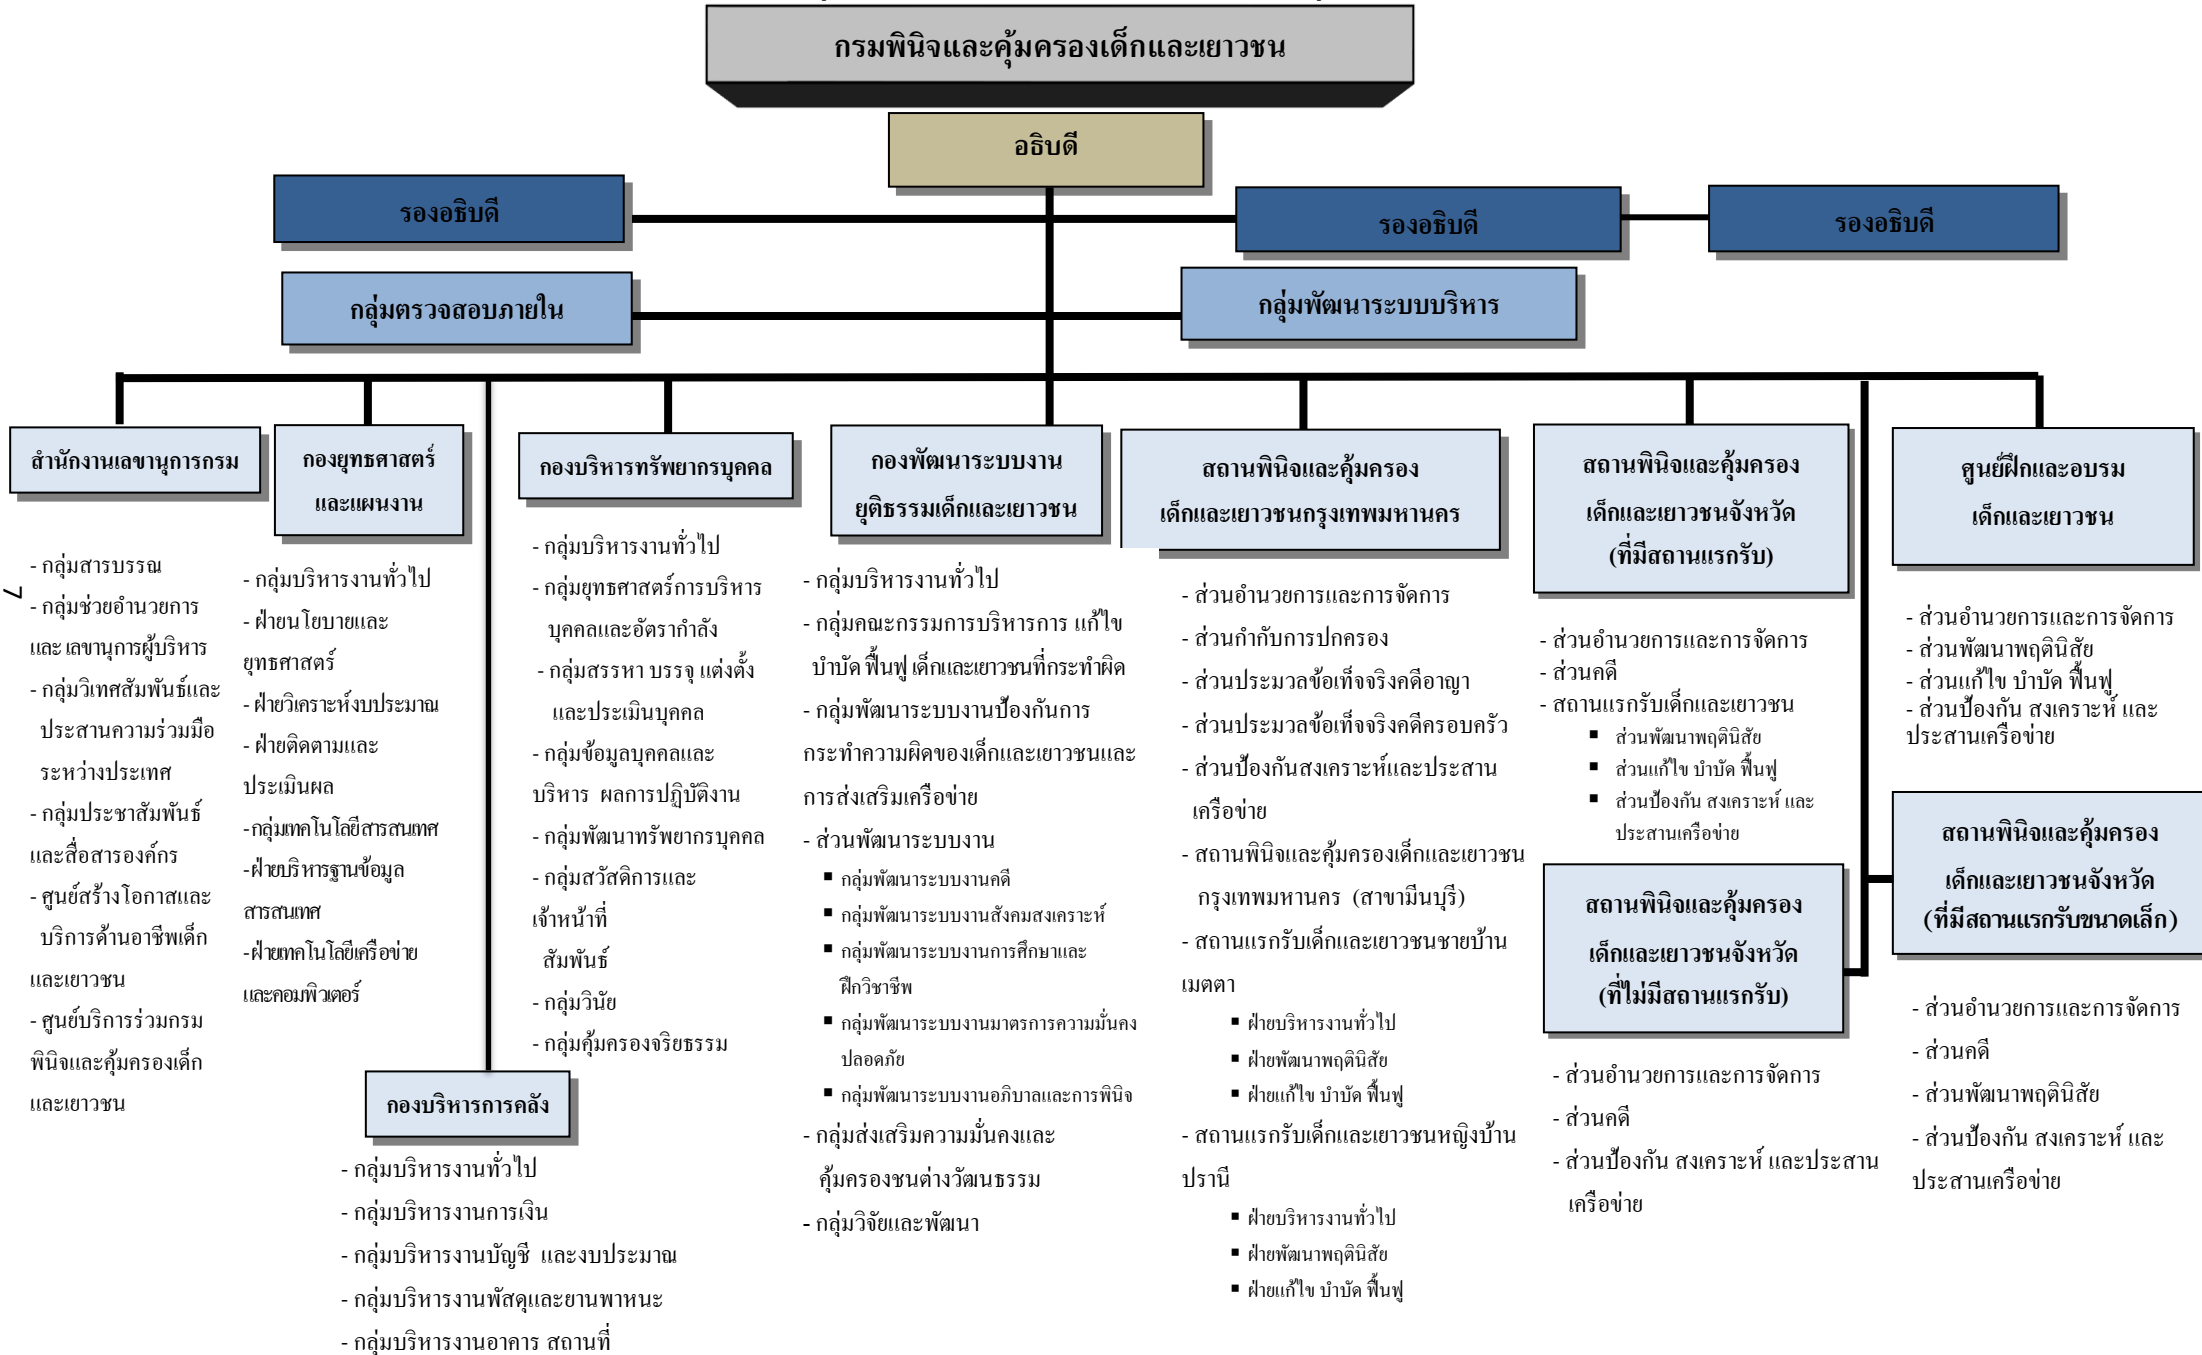 กรมพินิจและคุ้มครองเด็กและเยาวชน
อธิบดี
รองอธิบดี
รองอธิบดี
รองอธิบดี
กลุ่มตรวจสอบภายใน
กลุ่มพัฒนาระบบบริหาร
สำนักงานเลขานุการกรม
- กลุ่มสารบรรณ
- กลุ่มช่วยอำนวยการ
และ เลขานุการผู้บริหาร
- กลุ่มวิเทศสัมพันธ์และ
ประสานความร่วมมือ
ระหว่างประเทศ
- กลุ่มประชาสัมพันธ์
และสื่อสารองค์กร
- ศูนย์สร้างโอกาสและ
บริการด้านอาชีพเด็ก
และเยาวชน
- ศูนย์บริการร่วมกรม
พินิจและคุ้มครองเด็ก
และเยาวชน
7
กองยุทธศาสตร์
และแผนงาน
- กลุ่มบริหารงานทั่วไป
- ฝ่ายนโยบายและ
ยุทธศาสตร์
- ฝ่ายวิเคราะห์งบประมาณ
- ฝ่ายติดตามและ
ประเมินผล
-กลุ่มเทคโนโลยีสารสนเทศ
-ฝ่ายบริหารฐานข้อมูล
สารสนเทศ
-ฝ่ายเทคโนโลยีเครือข่าย
และคอมพิวเตอร์
กองบริหารการคลัง
- กลุ่มบริหารงานทั่วไป
- กลุ่มบริหารงานการเงิน
- กลุ่มบริหารงานบัญชี และงบประมาณ
- กลุ่มบริหารงานพัสดุและยานพาหนะ
- กลุ่มบริหารงานอาคาร สถานที่
กองบริหารทรัพยากรบุคคล
- กลุ่มบริหารงานทั่วไป
- กลุ่มยุทธศาสตร์การบริหาร
บุคคลและอัตรากำลัง
- กลุ่มสรรหา บรรจุ แต่งตั้ง
และประเมินบุคคล
- กลุ่มข้อมูลบุคคลและ
บริหาร ผลการปฏิบัติงาน
- กลุ่มพัฒนาทรัพยากรบุคคล
- กลุ่มสวัสดิการและ
เจ้าหน้าที่
สัมพันธ์
- กลุ่มวินัย
- กลุ่มคุ้มครองจริยธรรม
กองพัฒนาระบบงาน
ยุติธรรมเด็กและเยาวชน
- กลุ่มบริหารงานทั่วไป
- กลุ่มคณะกรรมการบริหารการ แก้ไข
บำบัด ฟื้นฟู เด็กและเยาวชนที่กระทำผิด
- กลุ่มพัฒนาระบบงานป้องกันการ
กระทำความผิดของเด็กและเยาวชนและ
การส่งเสริมเครือข่าย
- ส่วนพัฒนาระบบงาน
▪ กลุ่มพัฒนาระบบงานคดี
▪ กลุ่มพัฒนาระบบงานสังคมสงเคราะห์
▪ กลุ่มพัฒนาระบบงานการศึกษาและ
ฝึกวิชาชีพ
▪ กลุ่มพัฒนาระบบงานมาตรการความมั่นคง
ปลอดภัย
▪ กลุ่มพัฒนาระบบงานอภิบาลและการพินิจ
- กลุ่มส่งเสริมความมั่นคงและ
คุ้มครองชนต่างวัฒนธรรม
- กลุ่มวิจัยและพัฒนา
สถานพินิจและคุ้มครอง
เด็กและเยาวชนกรุงเทพมหานคร
- ส่วนอำนวยการและการจัดการ
- ส่วนกำกับการปกครอง
- ส่วนประมวลข้อเท็จจริงคดีอาญา
- ส่วนประมวลข้อเท็จจริงคดีครอบครัว
- ส่วนป้องกันสงเคราะห์และประสาน
เครือข่าย
- สถานพินิจและคุ้มครองเด็กและเยาวชน
กรุงเทพมหานคร (สาขามีนบุรี)
- สถานแรกรับเด็กและเยาวชนชายบ้าน
เมตตา
▪ ฝ่ายบริหารงานทั่วไป
▪ ฝ่ายพัฒนาพฤตินิสัย
▪ ฝ่ายแก้ไข บำบัด ฟื้นฟู
- สถานแรกรับเด็กและเยาวชนหญิงบ้าน
ปรานี
▪ ฝ่ายบริหารงานทั่วไป
▪ ฝ่ายพัฒนาพฤตินิสัย
▪ ฝ่ายแก้ไข บำบัด ฟื้นฟู
สถานพินิจและคุ้มครอง
เด็กและเยาวชนจังหวัด
(ที่มีสถานแรกรับ)
- ส่วนอำนวยการและการจัดการ
- ส่วนคดี
- สถานแรกรับเด็กและเยาวชน
▪ ส่วนพัฒนาพฤตินิสัย
▪ ส่วนแก้ไข บำบัด ฟื้นฟู
▪ ส่วนป้องกัน สงเคราะห์ และ
ประสานเครือข่าย
สถานพินิจและคุ้มครอง
เด็กและเยาวชนจังหวัด
(ที่ไม่มีสถานแรกรับ)
- ส่วนอำนวยการและการจัดการ
- ส่วนคดี
- ส่วนป้องกัน สงเคราะห์ และประสาน
เครือข่าย
ศูนย์ฝึกและอบรม
เด็กและเยาวชน
- ส่วนอำนวยการและการจัดการ
- ส่วนพัฒนาพฤตินิสัย
- ส่วนแก้ไข บำบัด ฟื้นฟู
- ส่วนป้องกัน สงเคราะห์ และ
ประสานเครือข่าย
สถานพินิจและคุ้มครอง
เด็กและเยาวชนจังหวัด
(ที่มีสถานแรกรับขนาดเล็ก)
- ส่วนอำนวยการและการจัดการ
- ส่วนคดี
- ส่วนพัฒนาพฤตินิสัย
- ส่วนป้องกัน สงเคราะห์ และ
ประสานเครือข่าย